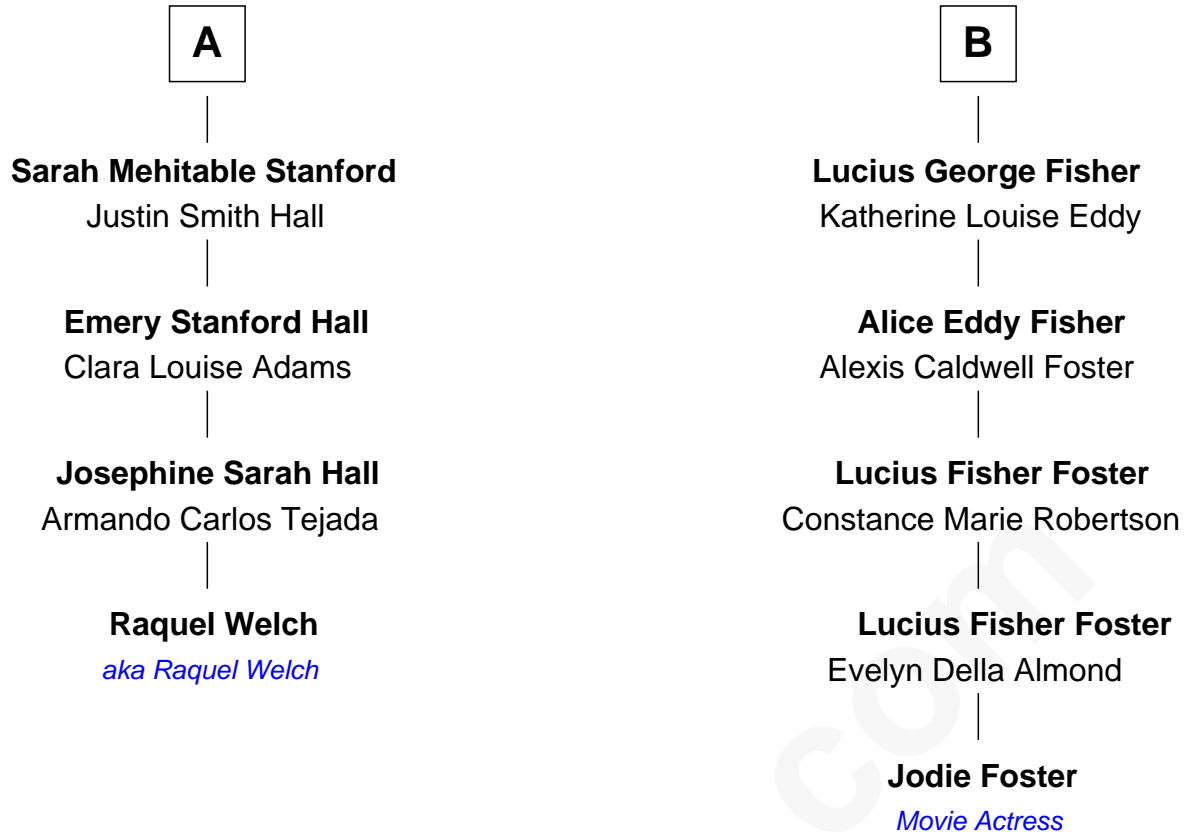 A
Sarah Mehitable Stanford
Justin Smith Hall
Emery Stanford Hall
Clara Louise Adams
Josephine Sarah Hall
Armando Carlos Tejada
Raquel Welch
aka Raquel Welch
B
Lucius George Fisher
Katherine Louise Eddy
Alice Eddy Fisher
Alexis Caldwell Foster
Lucius Fisher Foster
Constance Marie Robertson
Lucius Fisher Foster
Evelyn Della Almond
Jodie Foster
Movie Actress
com